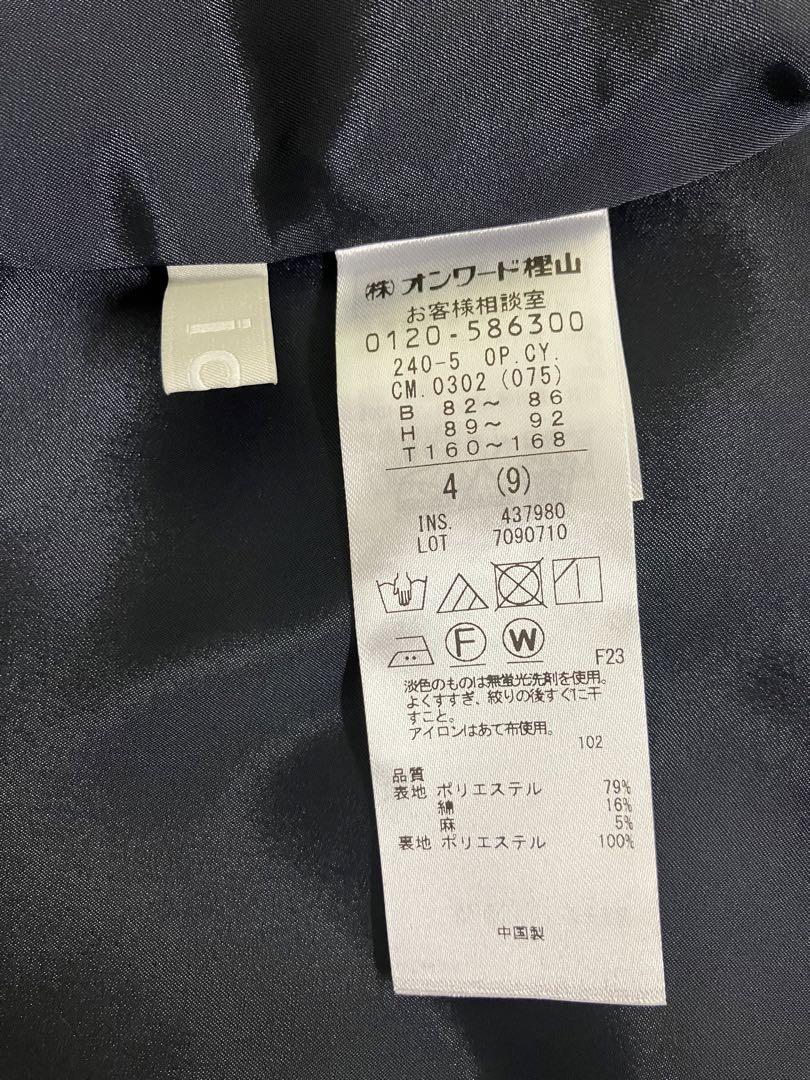 ic
(株)オンワード樫山
お客様相談室
0120-586300
240-5 OP.CY.
CM.0302(075)
B 82～ 86
H 89～ 92
T160～168
4 (9)
INS. 437980
LOT 7090710
F W
F23
淡色のものは無蛍光洗剤を使用。
よくすすぎ、絞りの後すぐに干
すこと。
アイロンはあて布使用。
102
品質
表地 ポリエステル 79%
綿 16%
麻 5%
裏地 ポリエステル 100%
中国製